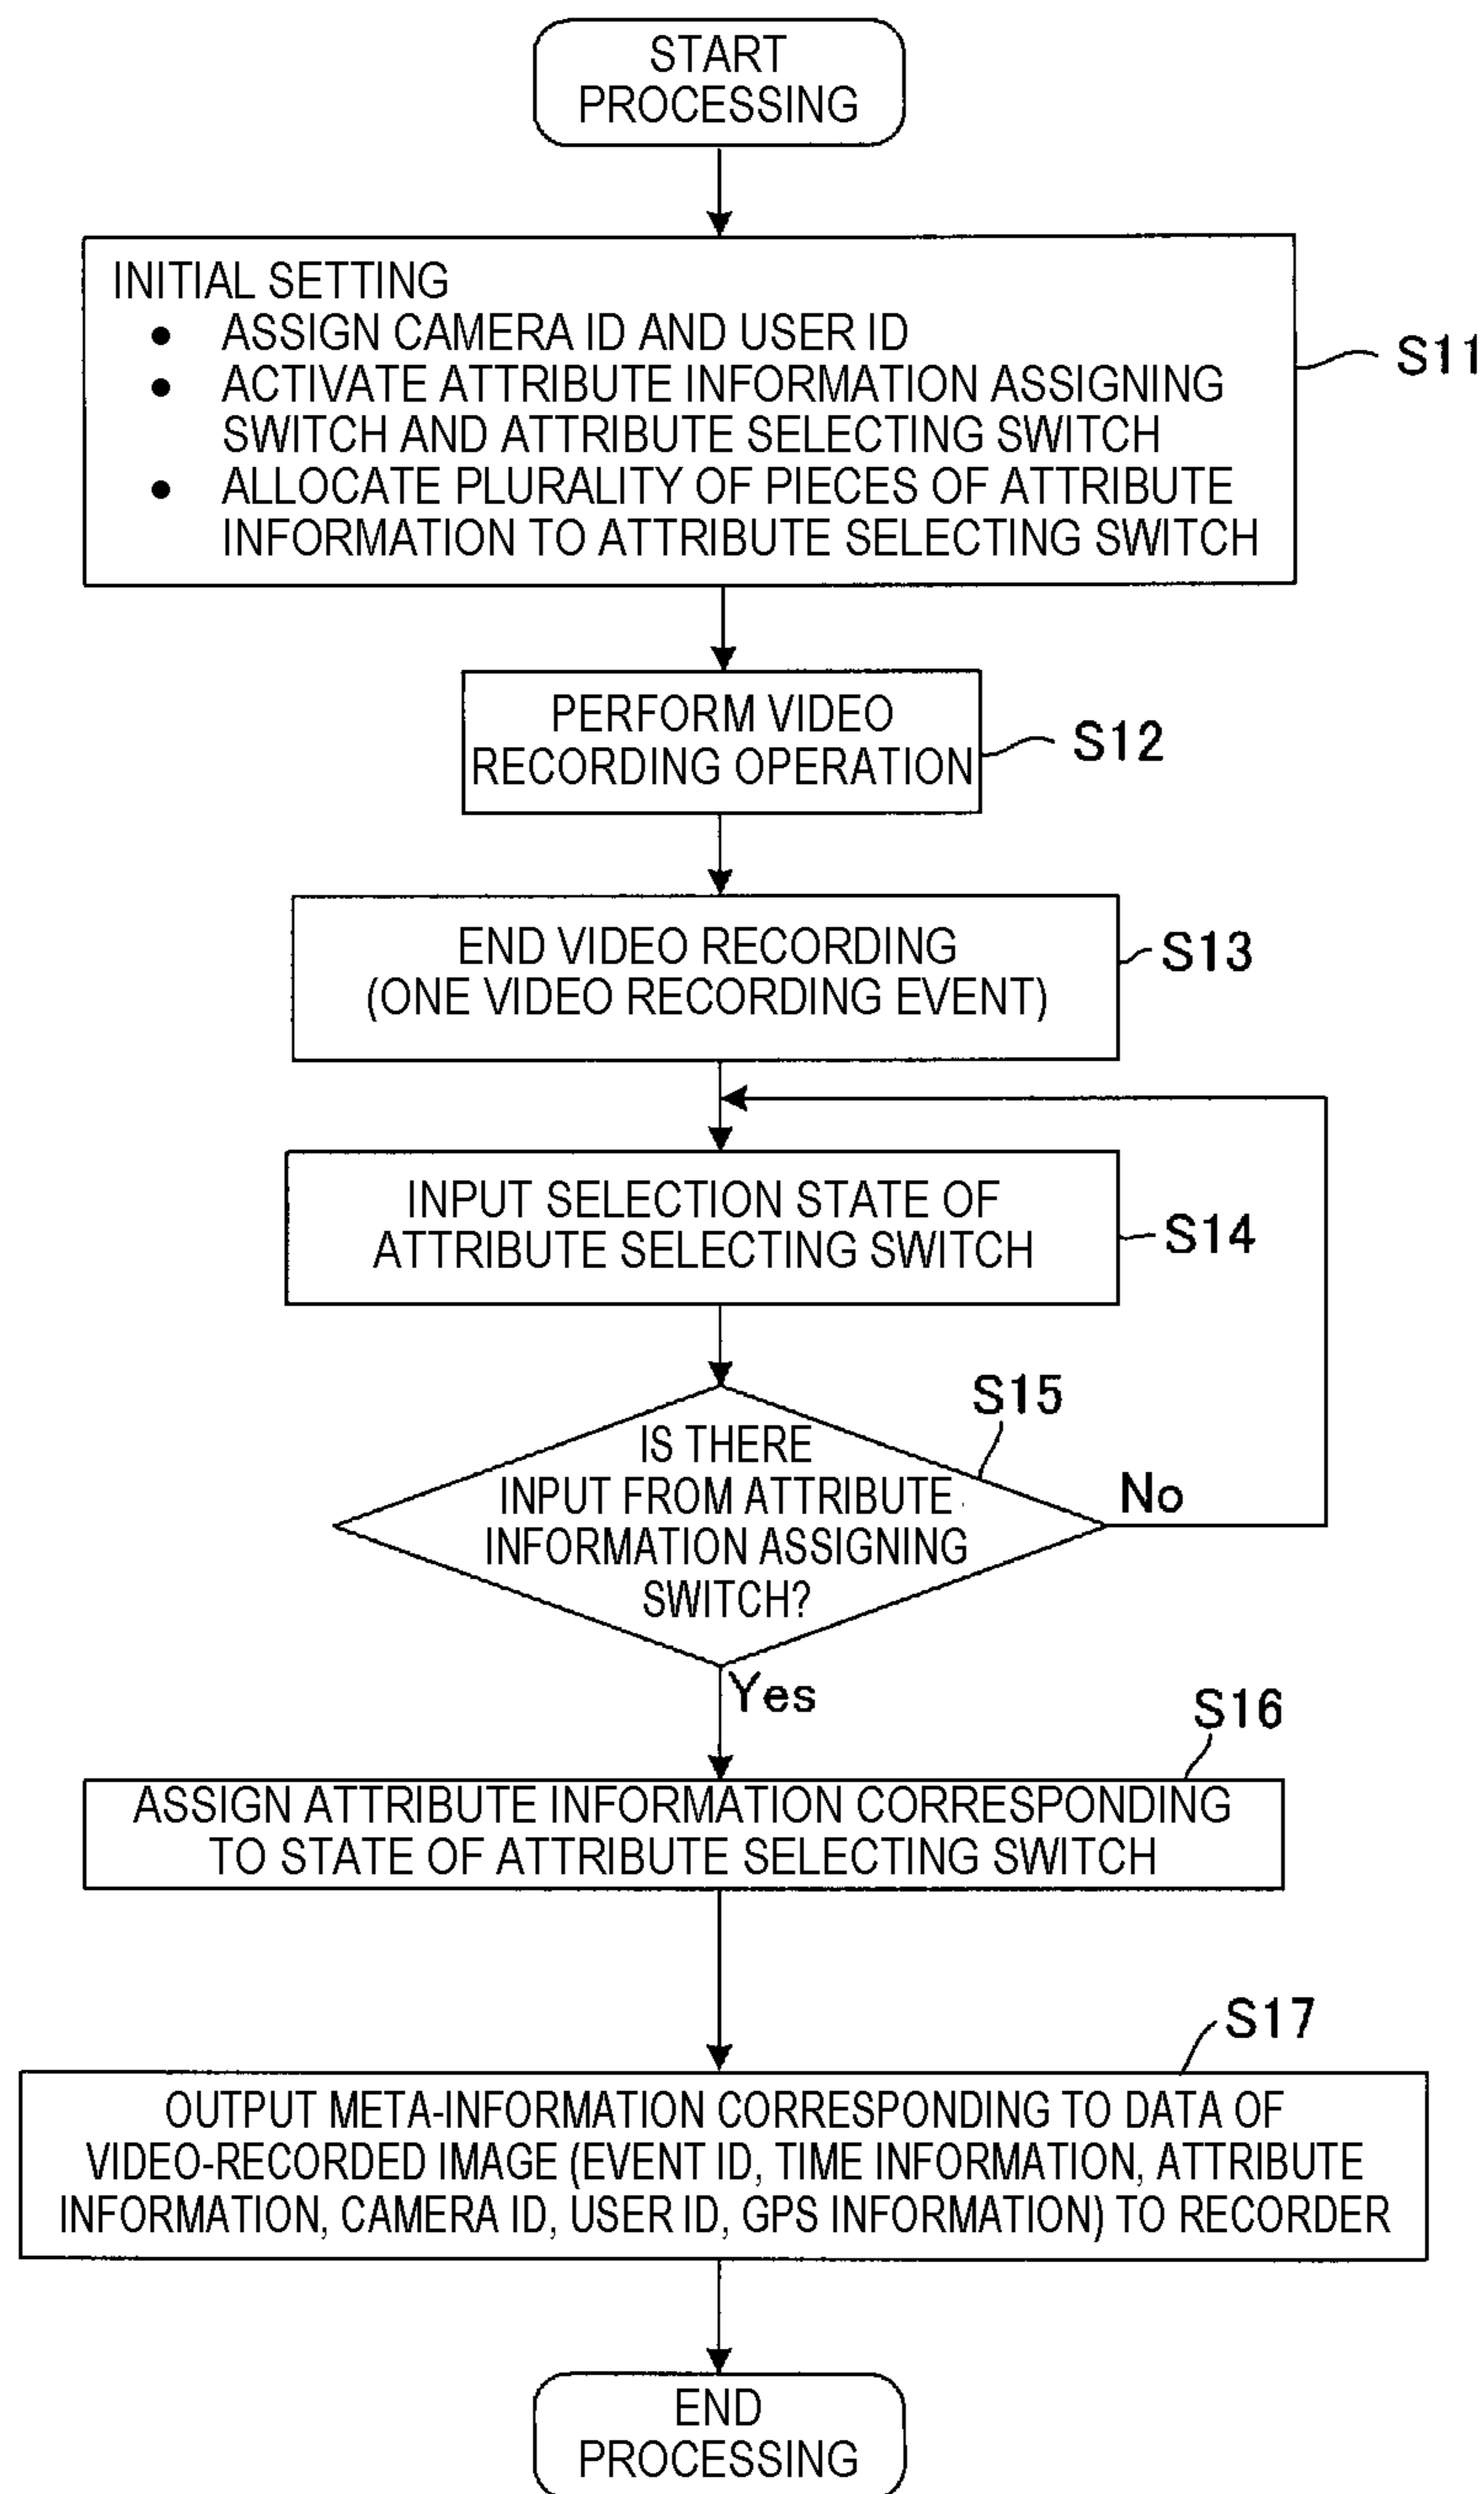 START
PROCESSING
INITIAL SETTING
● ASSIGN CAMERA ID AND USER ID
● ACTIVATE ATTRIBUTE INFORMATION ASSIGNING
SWITCH AND ATTRIBUTE SELECTING SWITCH
● ALLOCATE PLURALITY OF PIECES OF ATTRIBUTE
INFORMATION TO ATTRIBUTE SELECTING SWITCH
S11
PERFORM VIDEO
RECORDING OPERATION
S12
END VIDEO RECORDING
(ONE VIDEO RECORDING EVENT)
S13
INPUT SELECTION STATE OF
ATTRIBUTE SELECTING SWITCH
S14
S15
IS THERE
INPUT FROM ATTRIBUTE
INFORMATION ASSIGNING
SWITCH?
No
Yes
S16
ASSIGN ATTRIBUTE INFORMATION CORRESPONDING
TO STATE OF ATTRIBUTE SELECTING SWITCH
S17
OUTPUT META-INFORMATION CORRESPONDING TO DATA OF
VIDEO-RECORDED IMAGE (EVENT ID, TIME INFORMATION, ATTRIBUTE
INFORMATION, CAMERA ID, USER ID, GPS INFORMATION) TO RECORDER
END
PROCESSING